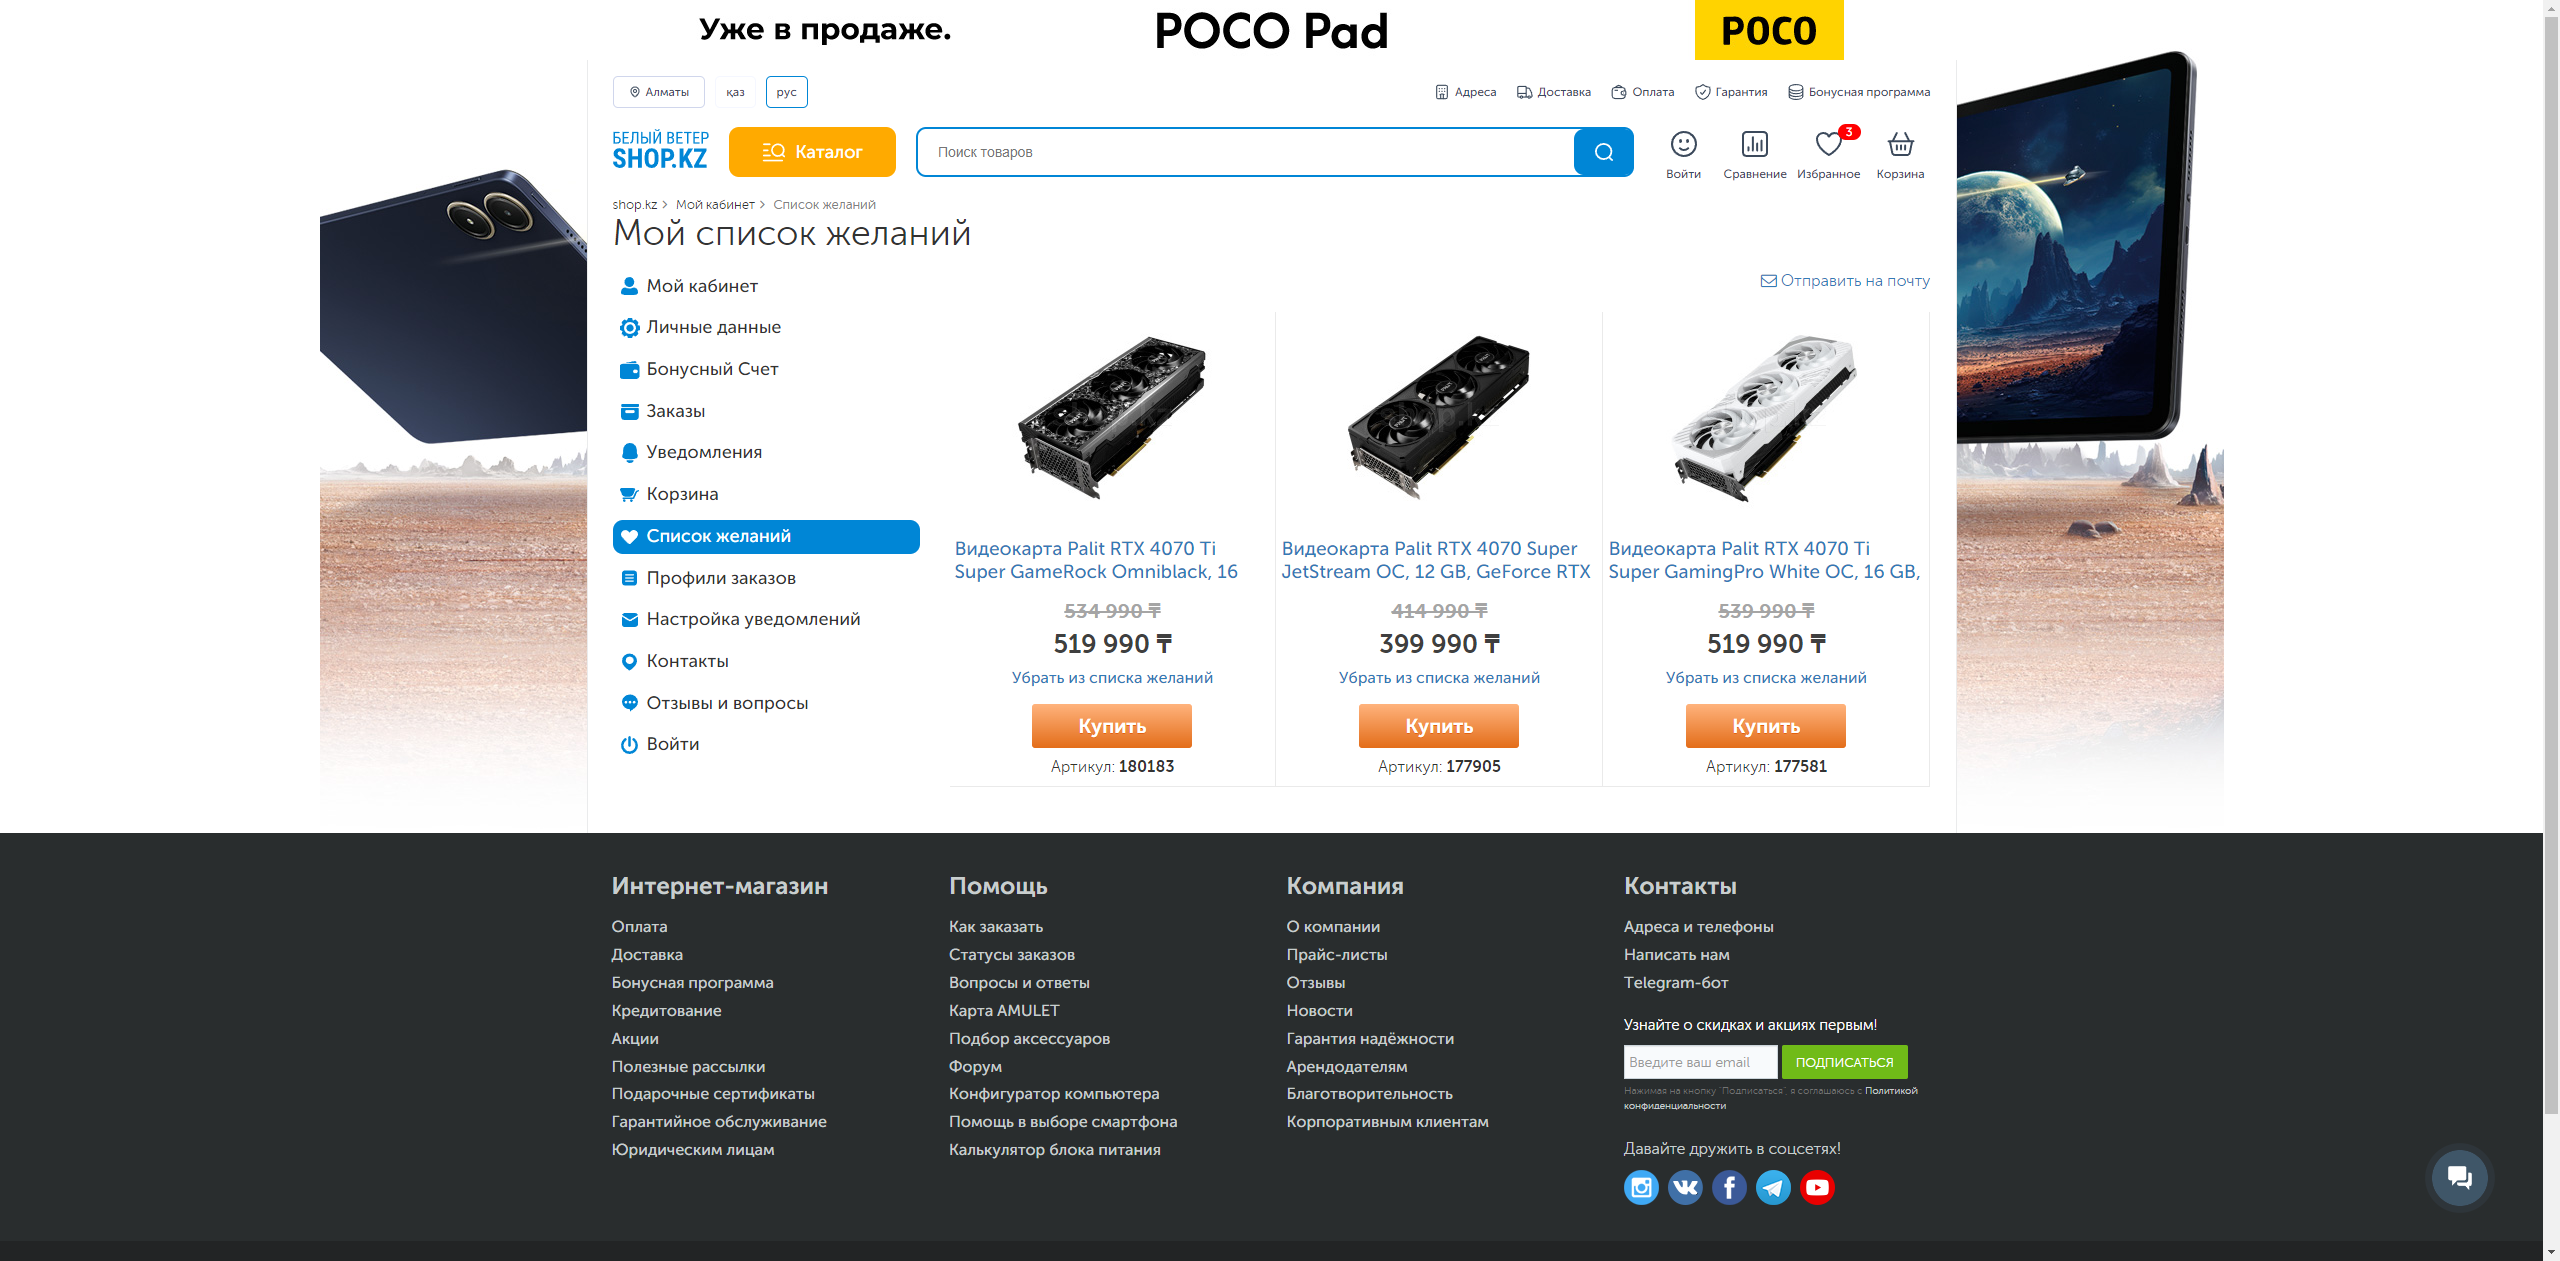 Уже в продаже.
POCO Pad
POCO
Алматы
қаз
рус
Адреса
Доставка
Оплата
Гарантия
Бонусная программа
БЕЛЫЙ ВЕТЕР
SHOP.KZ
Каталог
Поиск товаров
Войти
Сравнение
3
Избранное
Корзина
shop.kz
Мой кабинет
Список желаний
Мой список желаний
Мой кабинет
Личные данные
Бонусный Счет
Заказы
Уведомления
Корзина
Список желаний
Профили заказов
Настройка уведомлений
Контакты
Отзывы и вопросы
Войти
Отправить на почту
Видеокарта Palit RTX 4070 Ti
Super GameRock Omniblack, 16
534 990 ₸
519 990 ₸
Убрать из списка желаний
Купить
Артикул: 180183
Видеокарта Palit RTX 4070 Super
JetStream OC, 12 GB, GeForce RTX
414 990 ₸
399 990 ₸
Убрать из списка желаний
Купить
Артикул: 177905
Видеокарта Palit RTX 4070 Ti
Super GamingPro White OC, 16 GB,
539 990 ₸
519 990 ₸
Убрать из списка желаний
Купить
Артикул: 177581
Интернет-магазин
Оплата
Доставка
Бонусная программа
Кредитование
Акции
Полезные рассылки
Подарочные сертификаты
Гарантийное обслуживание
Юридическим лицам
Помощь
Как заказать
Статусы заказов
Вопросы и ответы
Карта AMULET
Подбор аксессуаров
Форум
Конфигуратор компьютера
Помощь в выборе смартфона
Калькулятор блока питания
Компания
О компании
Прайс-листы
Отзывы
Новости
Гарантия надёжности
Арендодателям
Благотворительность
Корпоративным клиентам
Контакты
Адреса и телефоны
Написать нам
Telegram-бот
Узнайте о скидках и акциях первым!
Введите ваш email
ПОДПИСАТЬСЯ
Нажимая на кнопку "Подписаться", я соглашаюсь с Политикой
конфиденциальности
Давайте дружить в соцсетях!